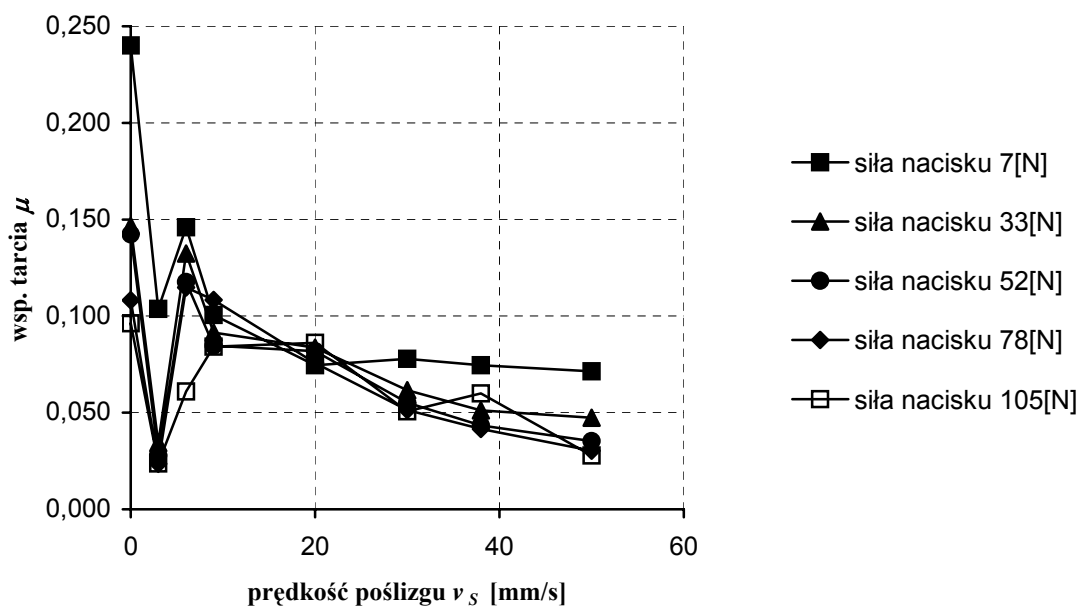 0,250
0,200
0,150
0,100
0,050
0,000
wsp. tarcia μ
0 20 40 60
prędkość poślizgu v S [mm/s]
siła nacisku 7[N]
siła nacisku 33[N]
siła nacisku 52[N]
siła nacisku 78[N]
siła nacisku 105[N]